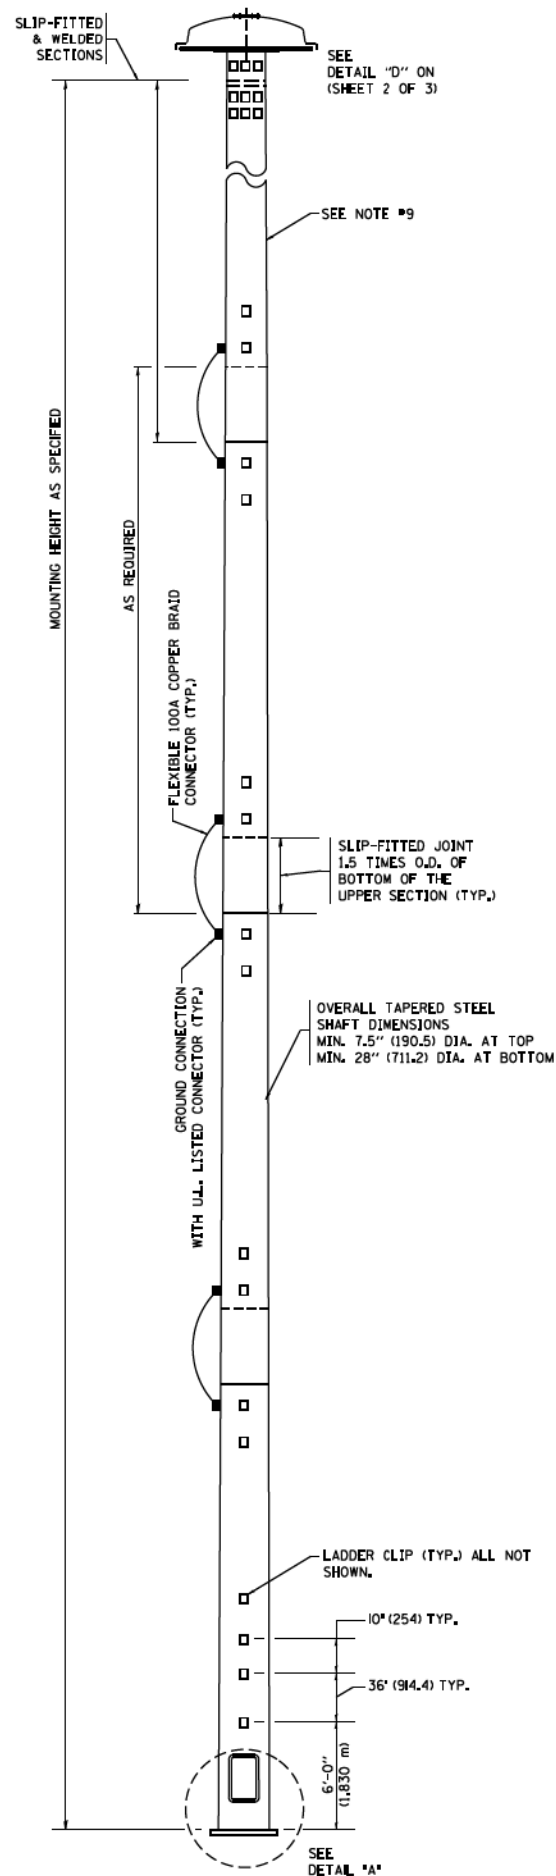 SLIP-FITTED
& WELDED
SECTIONS
SEE
DETAIL "D" ON
(SHEET 2 OF 3)
SEE NOTE #9
MOUNTING HEIGHT AS SPECIFIED
AS REQUIRED
FLEXIBLE 100A COPPER BRAID
CONNECTOR (TYP.)
SLIP-FITTED JOINT
1.5 TIMES O.D. OF
BOTTOM OF THE
UPPER SECTION (TYP.)
GROUND CONNECTION
WITH U.L. LISTED CONNECTOR (TYP.)
OVERALL TAPERED STEEL
SHAFT DIMENSIONS
MIN. 7.5" (190.5) DIA. AT TOP
MIN. 28" (711.2) DIA. AT BOTTOM
LADDER CLIP (TYP.) ALL NOT
SHOWN.
10" (254) TYP.
36" (914.4) TYP.
6'-0"
(1.830 m)
SEE
DETAIL "A"